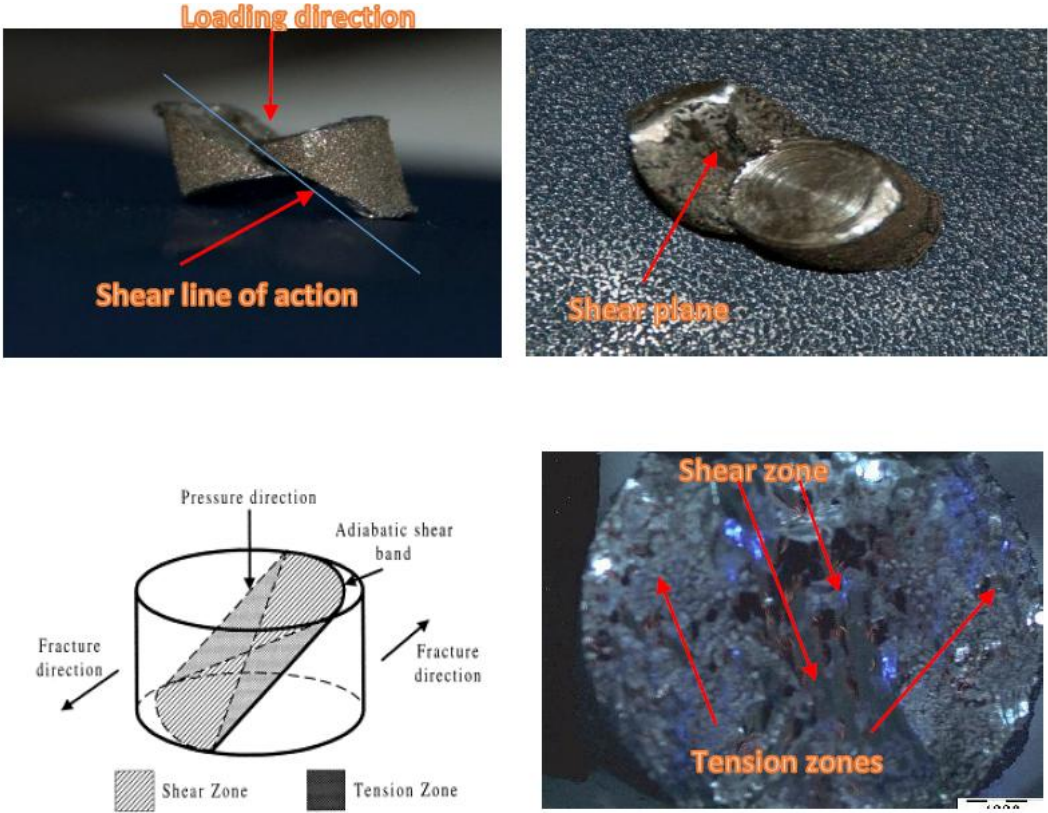 Loading direction
Shear line of action
Shear plane
Pressure direction
Adiabatic shear
band
Fracture
direction
Fracture
direction
Shear Zone
Tension Zone
Shear zone
Tension zones